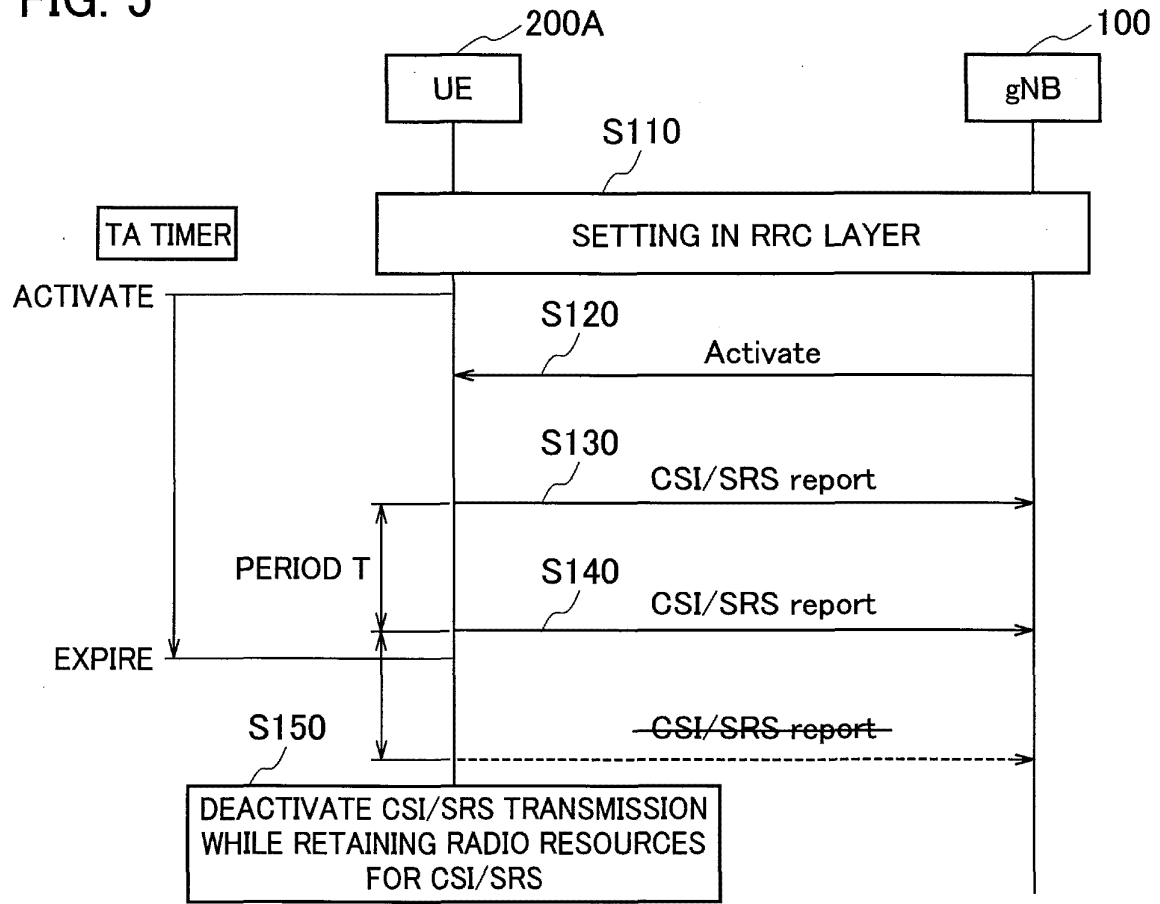 FIG. 5
200A
100
UE
gNB
S110
TA TIMER
SETTING IN RRC LAYER
ACTIVATE
S120
Activate
S130
CSI/SRS report
PERIOD T
S140
CSI/SRS report
EXPIRE
S150
CSI/SRS report
DEACTIVATE CSI/SRS TRANSMISSION
WHILE RETAINING RADIO RESOURCES
FOR CSI/SRS